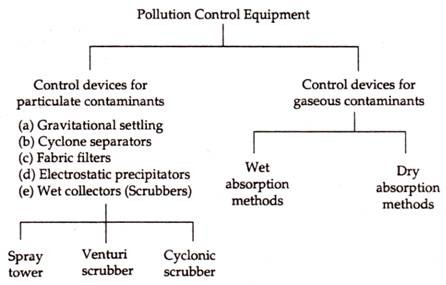 Pollution Control Equipment
Control devices for
particulate contaminants
(a) Gravitational settling
(b) Cyclone separators
(c) Fabric filters
(d) Electrostatic precipitators
(e) Wet collectors (Scrubbers)
Spray
tower
Venturi
scrubber
Cyclonic
scrubber
Control devices for
gaseous contaminants
Wet
absorption
methods
Dry
absorption
methods